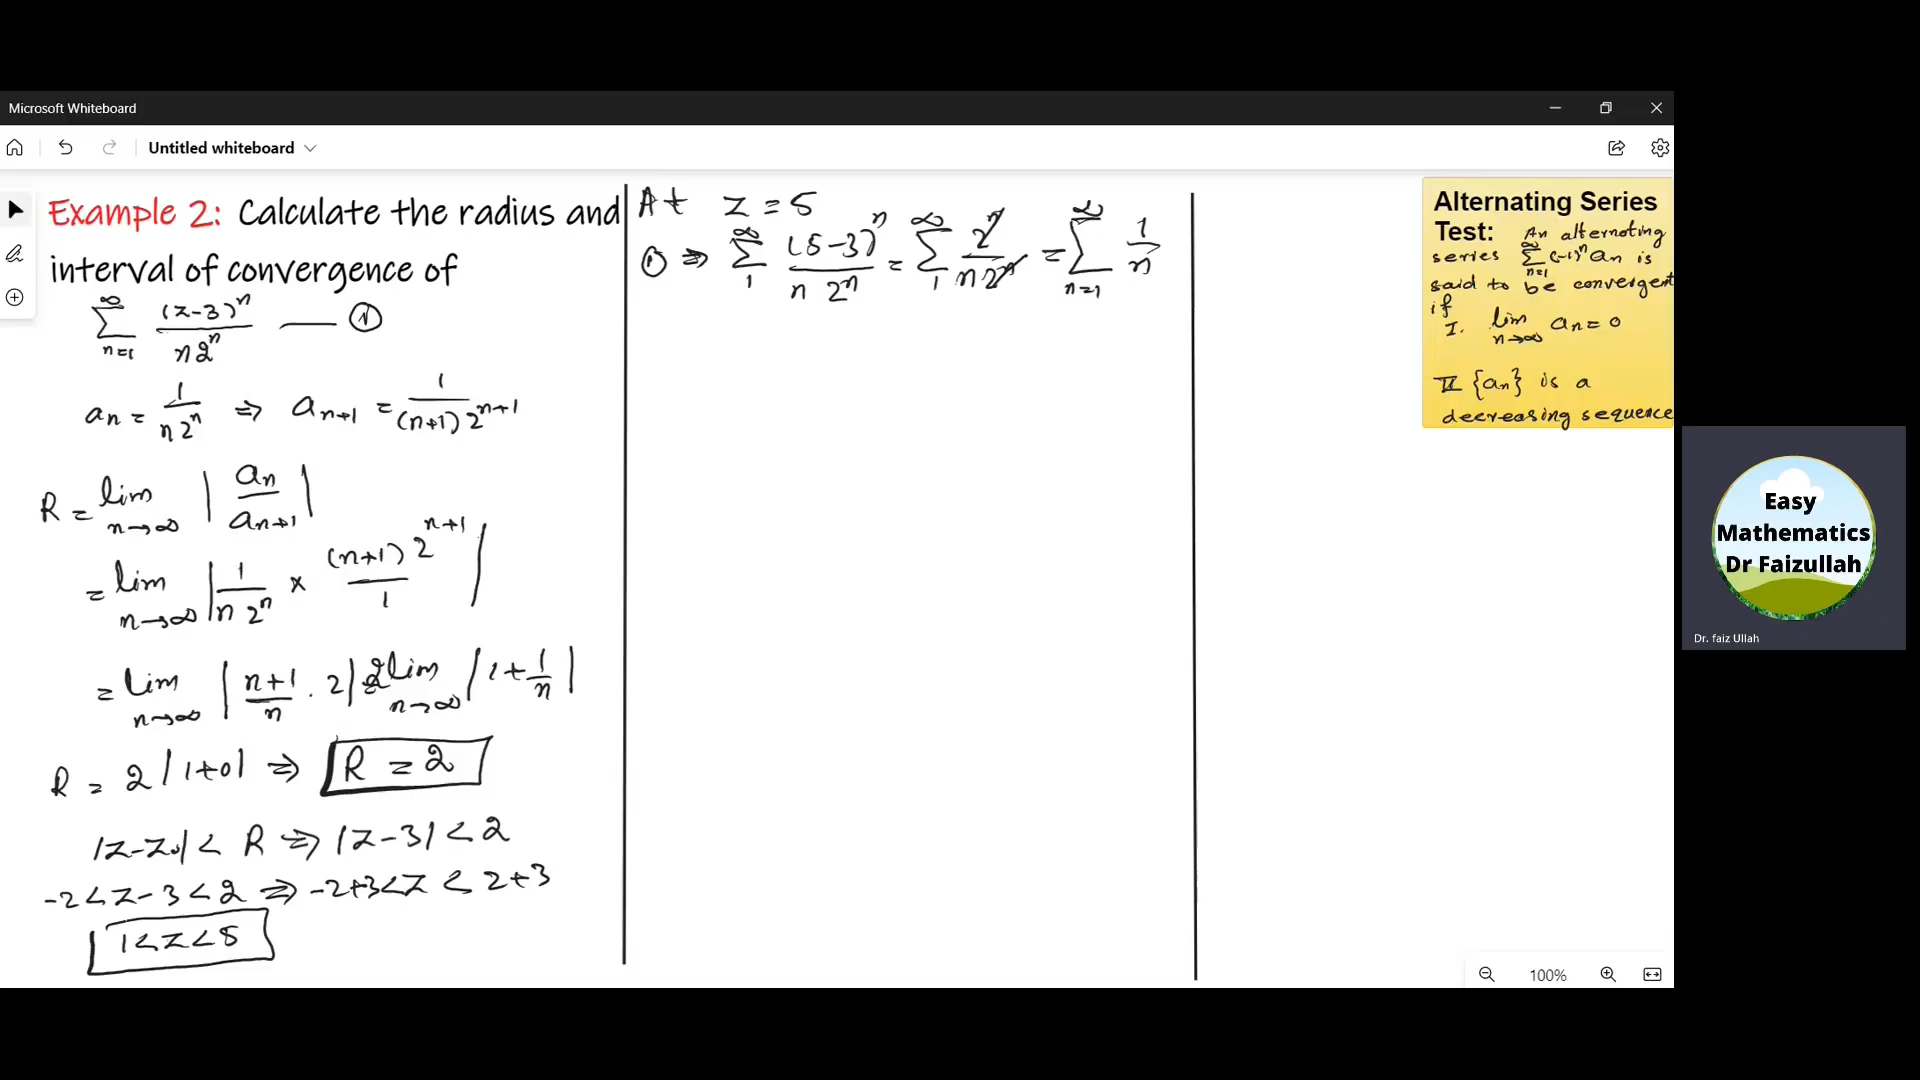 Microsoft Whiteboard
Untitled whiteboard
Example 2: Calculate the radius and
interval of convergence of
∑_{n=1}^{∞} (z-3)^n / n2^n —— ①
a_n = 1 / n2^n ⇒ a_{n+1} = 1 / (n+1)2^{n+1}
R = lim_{n→∞} |a_n / a_{n+1}|
= lim_{n→∞} |1 / n 2^n × (n+1) 2^{n+1} / 1|
= lim_{n→∞} |n+1 / n . 2| = 2 lim_{n→∞} |1 + 1/n|
R = 2 |1+0| ⇒ R = 2
|z-z₀| < R ⇒ |z-3| < 2
-2 < z-3 < 2 ⇒ -2+3 < z < 2+3
1 < z < 5
At z = 5
① ⇒ ∑_{1}^{∞} (5-3)^n / n 2^n = ∑_{1}^{∞} 2^n / n 2^n = ∑_{n=1}^{∞} 1/n
Alternating Series
Test: An alternating
series ∑_{n=1}^{∞} (-1)^n a_n is
said to be convergent
if
I. lim_{n→∞} a_n = 0
II {a_n} is a
decreasing sequence
Easy
Mathematics
Dr Faizullah
Dr. faiz Ullah
100%